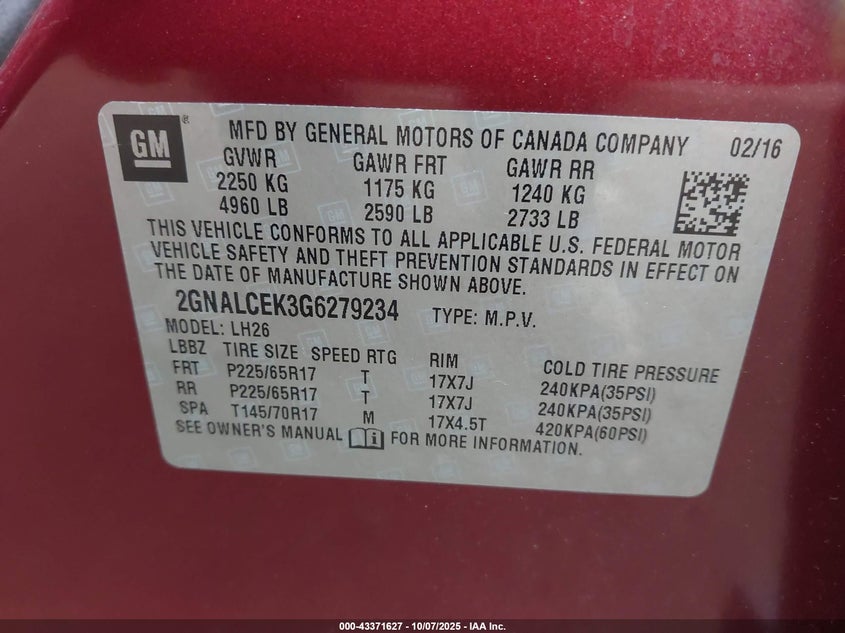 GM ® MFD BY GENERAL MOTORS OF CANADA COMPANY 02/16
GVWR GAWR FRT GAWR RR
2250 KG 1175 KG 1240 KG
4960 LB 2590 LB 2733 LB
THIS VEHICLE CONFORMS TO ALL APPLICABLE U.S. FEDERAL MOTOR
VEHICLE SAFETY AND THEFT PREVENTION STANDARDS IN EFFECT ON
THE DATE OF MANUFACTURE SHOWN ABOVE.
2GNALCEK3G6279234 TYPE: M.P.V.
MODEL: LH26
LBBZ TIRE SIZE SPEED RTG RIM COLD TIRE PRESSURE
FRT P225/65R17 T 17X7J 240KPA(35PSI)
RR P225/65R17 T 17X7J 240KPA(35PSI)
SPA T145/70R17 M 17X4.5T 420KPA(60PSI)
SEE OWNER'S MANUAL i FOR MORE INFORMATION.
000-43371627 - 10/07/2025 - IAA Inc.